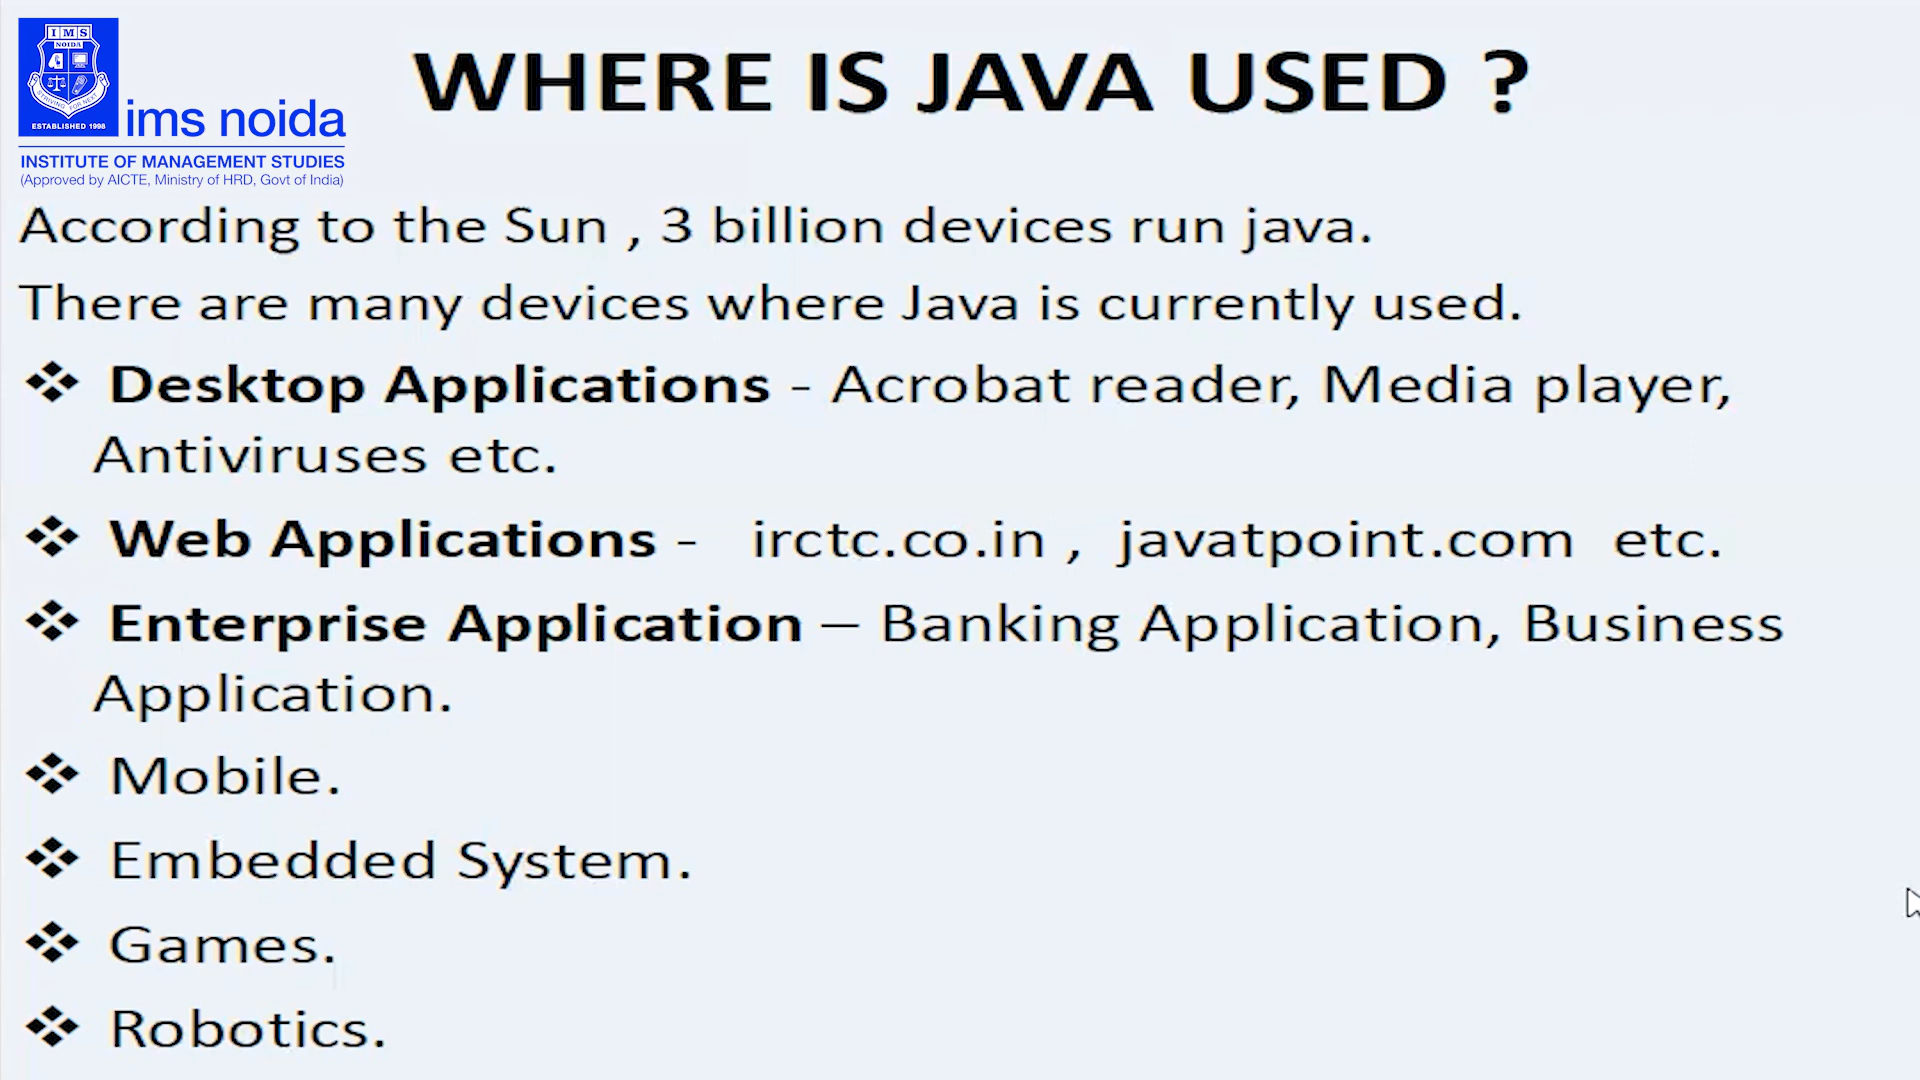 IMS
NOIDA
STRIVING FOR NEXT
ESTABLISHED 1998
ims noida
INSTITUTE OF MANAGEMENT STUDIES
(Approved by AICTE, Ministry of HRD, Govt of India)
WHERE IS JAVA USED ?
According to the Sun , 3 billion devices run java.
There are many devices where Java is currently used.
❖ Desktop Applications - Acrobat reader, Media player,
Antiviruses etc.
❖ Web Applications - irctc.co.in , javatpoint.com etc.
❖ Enterprise Application – Banking Application, Business
Application.
❖ Mobile.
❖ Embedded System.
❖ Games.
❖ Robotics.